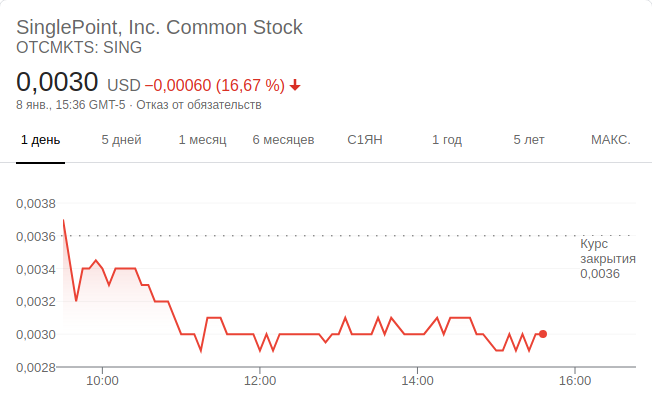 SinglePoint, Inc. Common Stock
OTCMKTS: SING
0,0030 USD −0,00060 (16,67 %)
8 янв., 15:36 GMT-5 · Отказ от обязательств
1 день 5 дней 1 месяц 6 месяцев С1ЯН 1 год 5 лет МАКС.
0,0038
0,0036
Курс
закрытия
0,0036
0,0034
0,0032
0,0030
0,0028
10:00 12:00 14:00 16:00